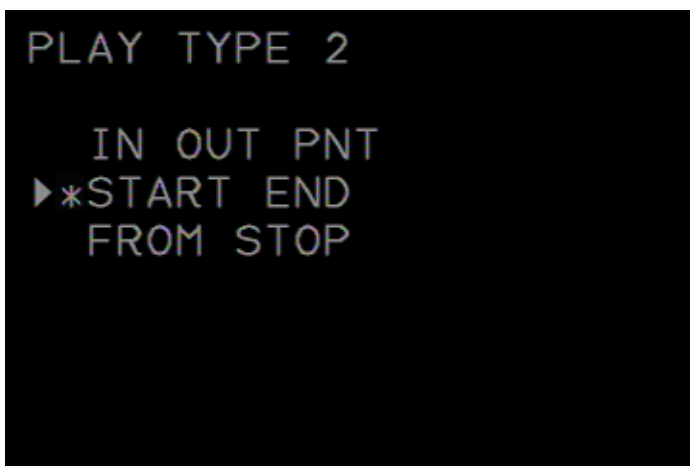 PLAY TYPE 2
IN OUT PNT
▶*START END
FROM STOP